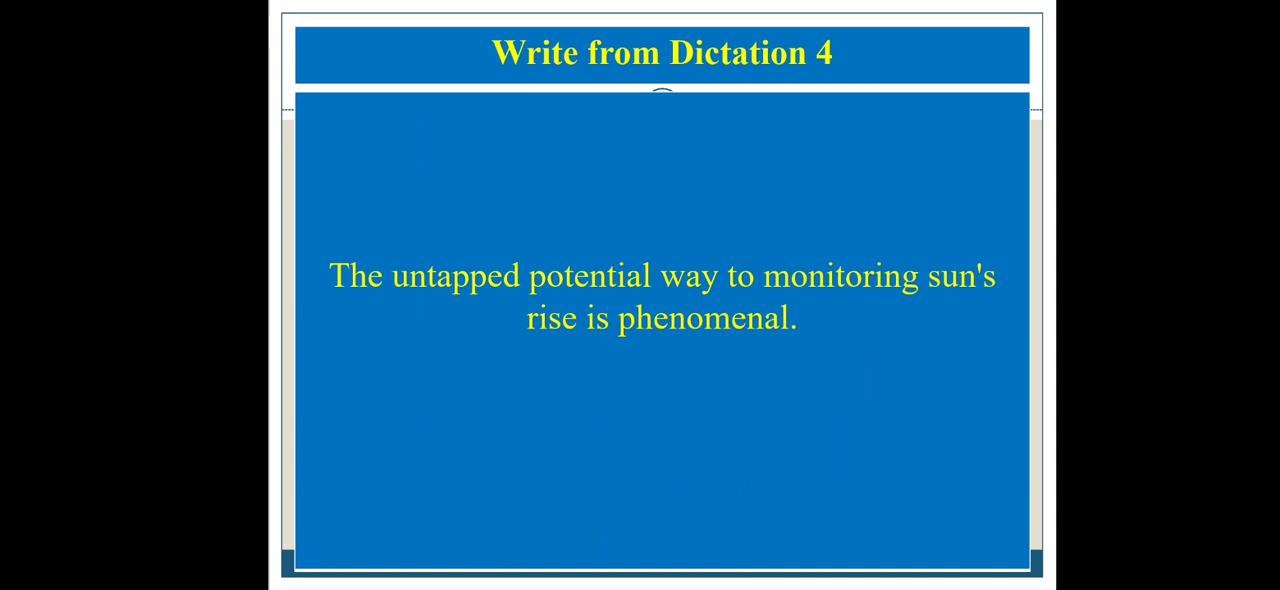 Write from Dictation 4
The untapped potential way to monitoring sun's
rise is phenomenal.